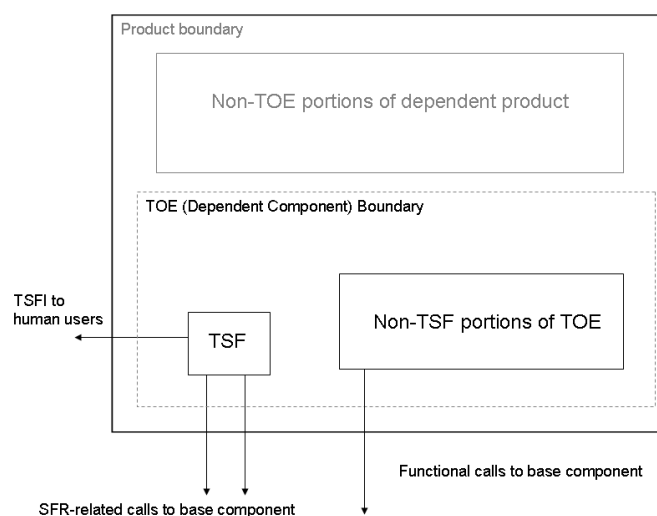 Product boundary
Non-TOE portions of dependent product
TOE (Dependent Component) Boundary
TSFI to
human users
TSF
Non-TSF portions of TOE
Functional calls to base component
SFR-related calls to base component